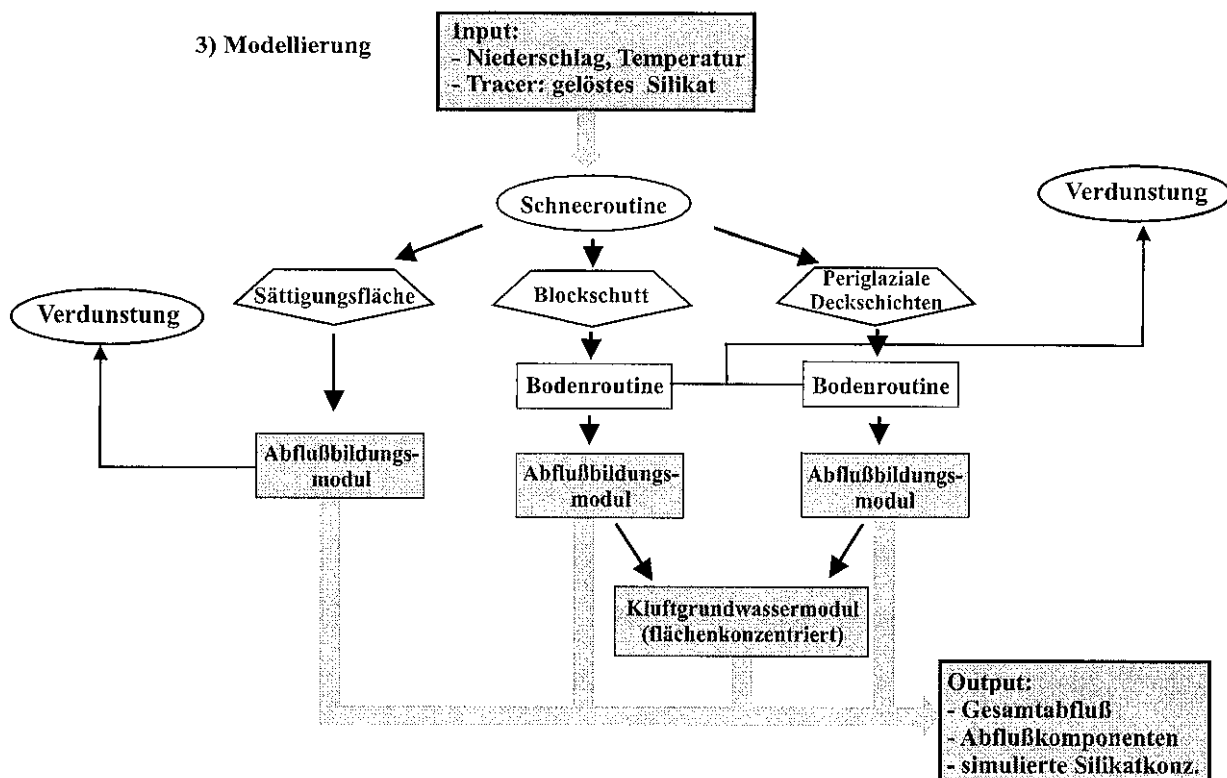 3) Modellierung
Input:
- Niederschlag, Temperatur
- Tracer: gelöstes Silikat
Schneeroutine
Verdunstung
Sättigungsfläche
Blockschutt
Periglaziale
Deckschichten
Verdunstung
Bodenroutine
Bodenroutine
Abflußbildungs-
modul
Abflußbildungs-
modul
Abflußbildungs-
modul
Kluftgrundwassermodul
(flächenkonzentriert)
Output:
- Gesamtabfluß
- Abflußkomponenten
- simulierte Silikatkonz.